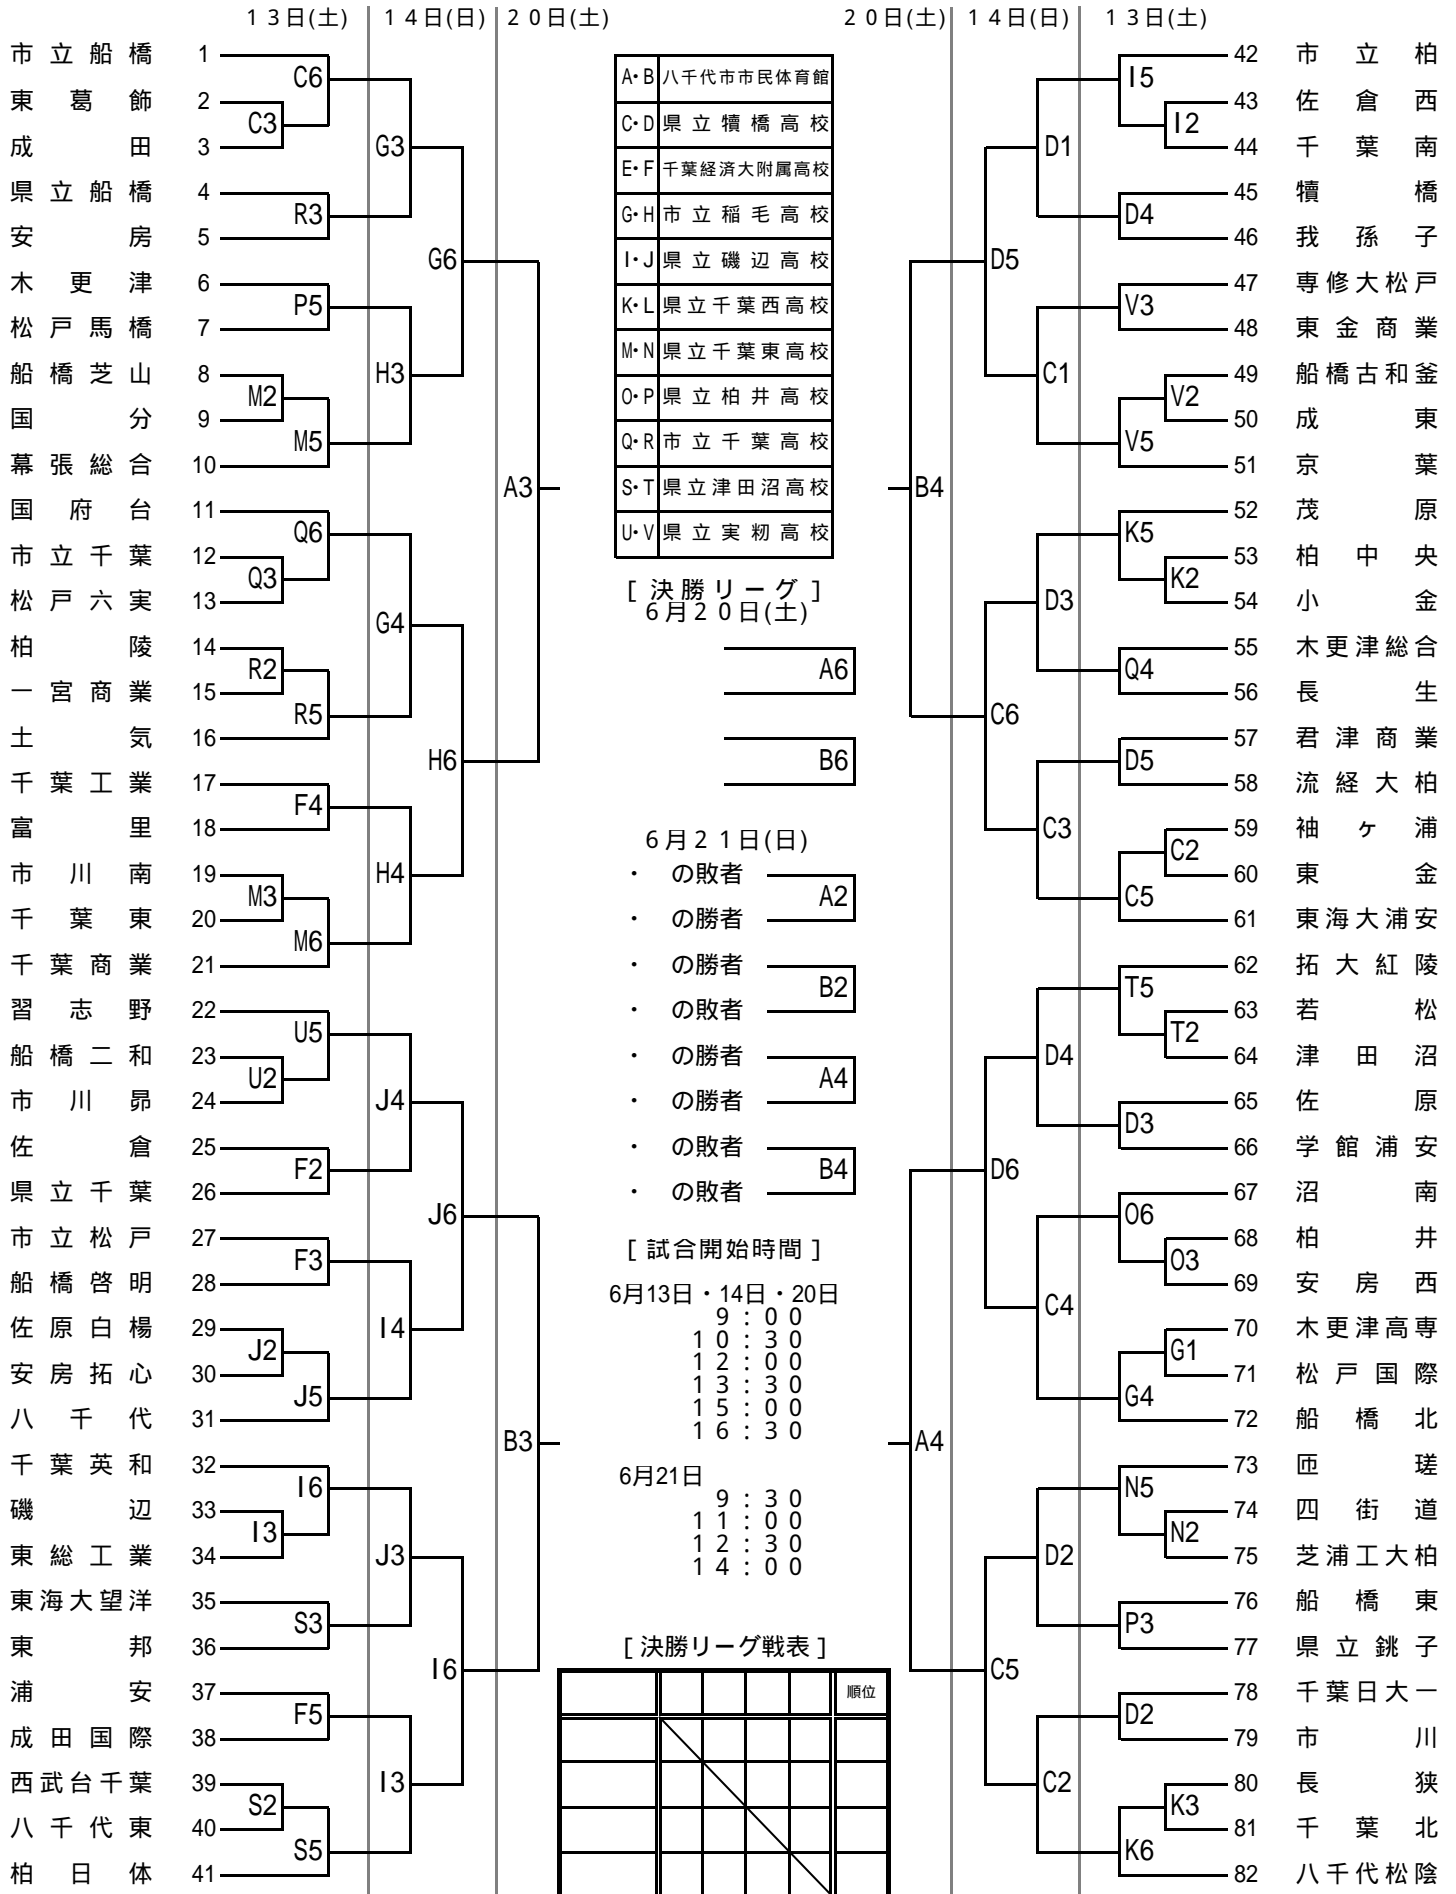 13日(土) 14日(日) 20日(土) 20日(土) 14日(日) 13日(土)
市立船橋 1
東葛飾 2
成田 3
県立船橋 4
安房 5
木更津 6
松戸馬橋 7
船橋芝山 8
国分 9
幕張総合 10
国府台 11
市立千葉 12
松戸六実 13
柏陵 14
一宮商業 15
土気 16
千葉工業 17
富里 18
市川南 19
千葉東 20
千葉商業 21
習志野 22
船橋二和 23
市川昴 24
佐倉 25
県立千葉 26
市立松戸 27
船橋啓明 28
佐原白楊 29
安房拓心 30
八千代 31
千葉英和 32
磯辺 33
東総工業 34
東海大望洋 35
東邦 36
浦安 37
成田国際 38
西武台千葉 39
八千代東 40
柏日体 41
C3
M2
Q3
R2
M3
U2
J2
I3
S2
C6
R3
P5
M5
Q6
R5
F4
M6
U5
F2
F3
J5
I6
S3
F5
S5
G3
H3
G4
H4
J4
I4
J3
I3
G6
H6
J6
I6
A3
B3
A・B 八千代市市民体育館
C・D 県立犢橋高校
E・F 千葉経済大附属高校
G・H 市立稲毛高校
I・J 県立磯辺高校
K・L 県立千葉西高校
M・N 県立千葉東高校
O・P 県立柏井高校
Q・R 市立千葉高校
S・T 県立津田沼高校
U・V 県立実籾高校
[ 決勝リーグ ]
6月20日(土)
A6
B6
6月21日(日)
・ の敗者
A2
・ の勝者
・ の勝者
B2
・ の敗者
・ の勝者
A4
・ の勝者
・ の敗者
B4
・ の敗者
[ 試合開始時間 ]
6月13日・14日・20日
9:00
10:30
12:00
13:30
15:00
16:30
6月21日
9:30
11:00
12:30
14:00
[ 決勝リーグ戦表 ]
順位
B4
A4
D5
C6
D6
C5
D1
C1
D3
C3
D4
C4
D2
C2
I5
D4
V3
V5
K5
Q4
D5
C5
T5
D3
O6
G4
N5
P3
D2
K6
I2
V2
K2
C2
T2
O3
G1
N2
K3
42 市立柏
43 佐倉西
44 千葉南
45 犢橋
46 我孫子
47 専修大松戸
48 東金商業
49 船橋古和釜
50 成東
51 京葉
52 茂原
53 柏中央
54 小金
55 木更津総合
56 長生
57 君津商業
58 流経大柏
59 袖ヶ浦
60 東金
61 東海大浦安
62 拓大紅陵
63 若松
64 津田沼
65 佐原
66 学館浦安
67 沼南
68 柏井
69 安房西
70 木更津高専
71 松戸国際
72 船橋北
73 匝瑳
74 四街道
75 芝浦工大柏
76 船橋東
77 県立銚子
78 千葉日大一
79 市川
80 長狭
81 千葉北
82 八千代松陰